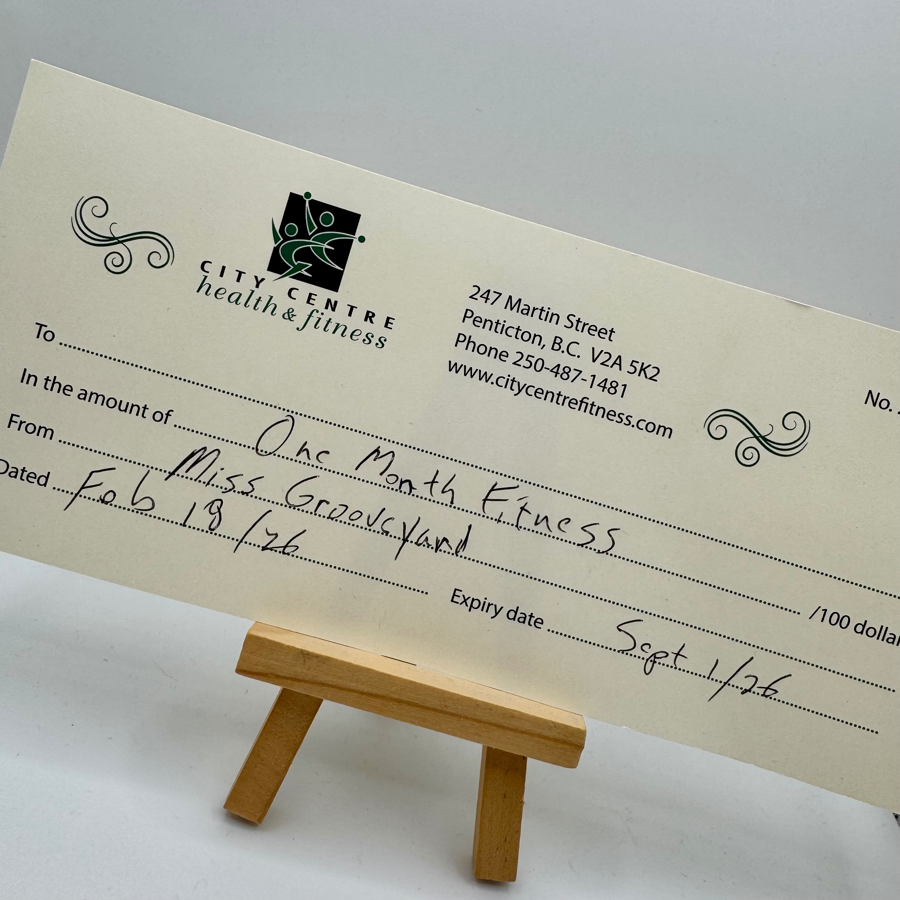 CITY CENTRE
health & fitness
247 Martin Street
Penticton, B.C. V2A 5K2
Phone 250-487-1481
www.citycentrefitness.com
No.
To
In the amount of One Month Fitness /100 dollar
From Miss Grooveyard
Dated Feb 18/26
Expiry date Sept 1/26